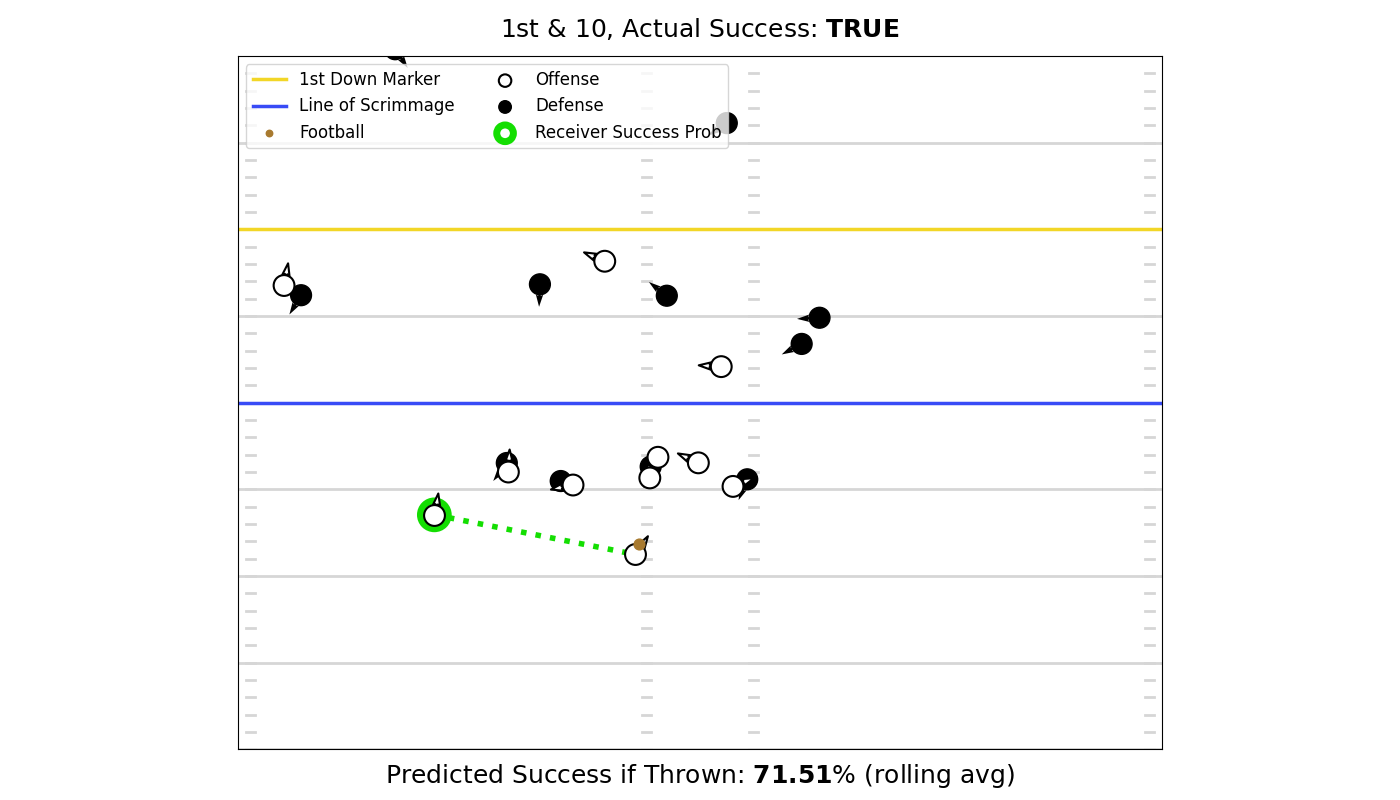 1st & 10, Actual Success: TRUE
1st Down Marker
Line of Scrimmage
Football
Offense
Defense
Receiver Success Prob
Predicted Success if Thrown: 71.51% (rolling avg)